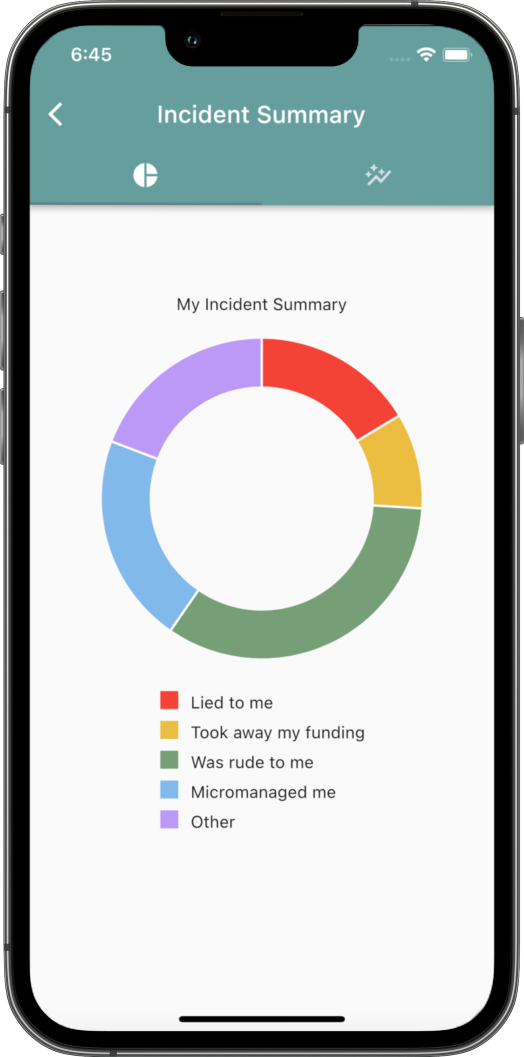 6:45
Incident Summary
My Incident Summary
Lied to me
Took away my funding
Was rude to me
Micromanaged me
Other